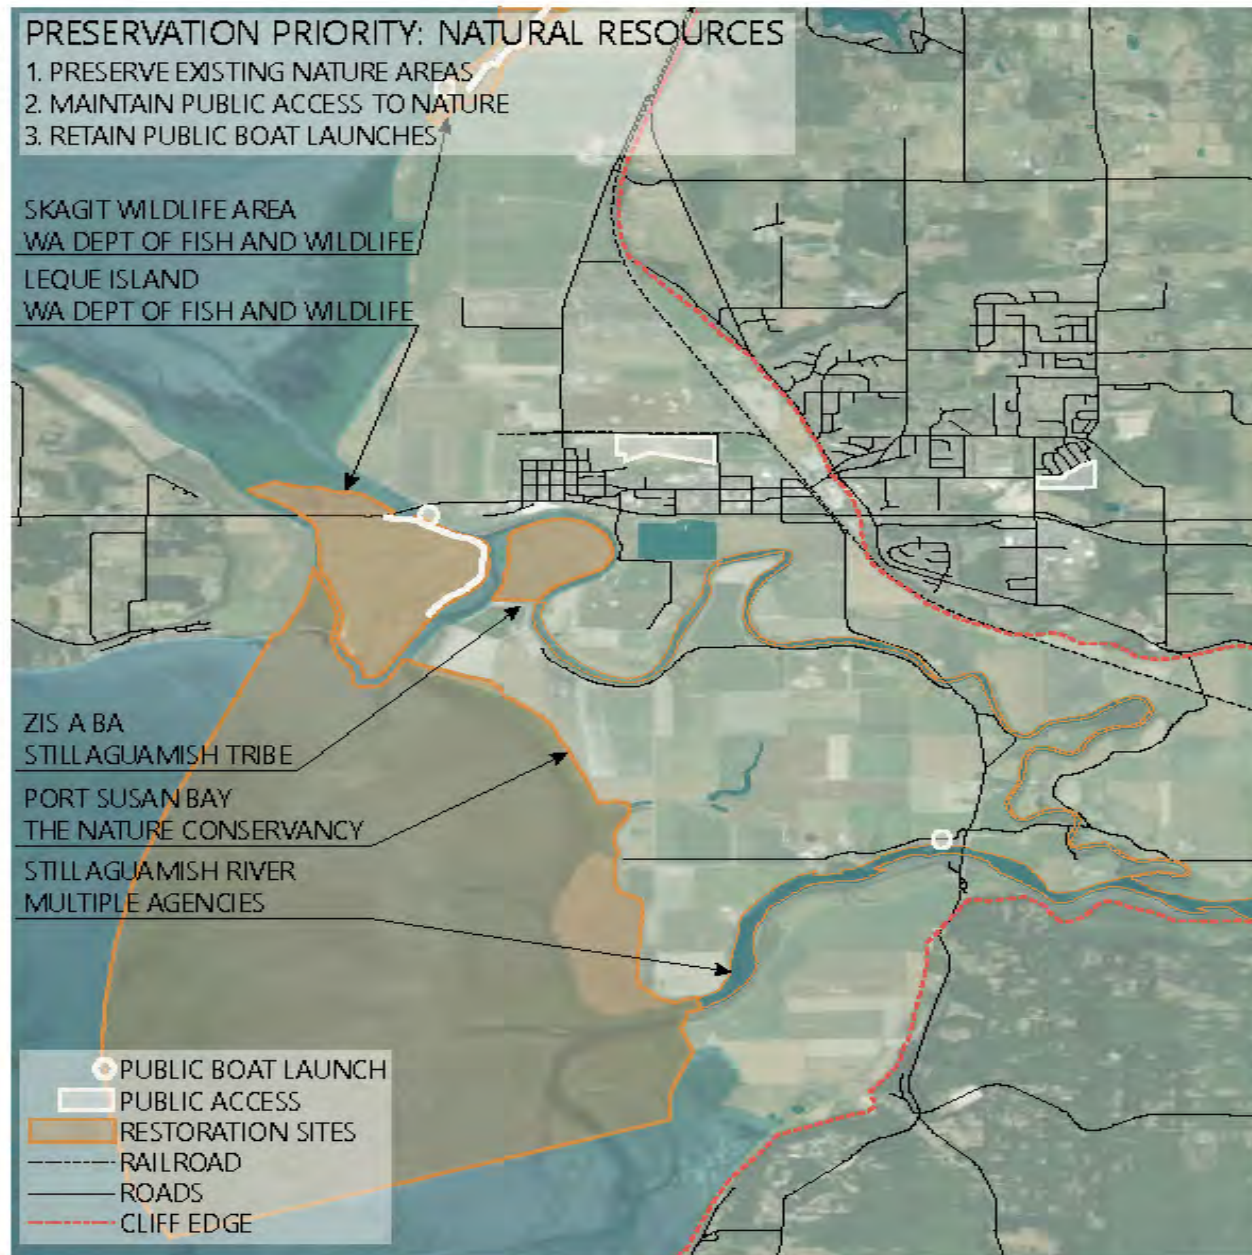 PRESERVATION PRIORITY: NATURAL RESOURCES
1. PRESERVE EXISTING NATURE AREAS
2. MAINTAIN PUBLIC ACCESS TO NATURE
3. RETAIN PUBLIC BOAT LAUNCHES
SKAGIT WILDLIFE AREA
WA DEPT OF FISH AND WILDLIFE
LEQUE ISLAND
WA DEPT OF FISH AND WILDLIFE
ZIS A BA
STILLAGUAMISH TRIBE
PORT SUSAN BAY
THE NATURE CONSERVANCY
STILLAGUAMISH RIVER
MULTIPLE AGENCIES
PUBLIC BOAT LAUNCH
PUBLIC ACCESS
RESTORATION SITES
RAILROAD
ROADS
CLIFF EDGE